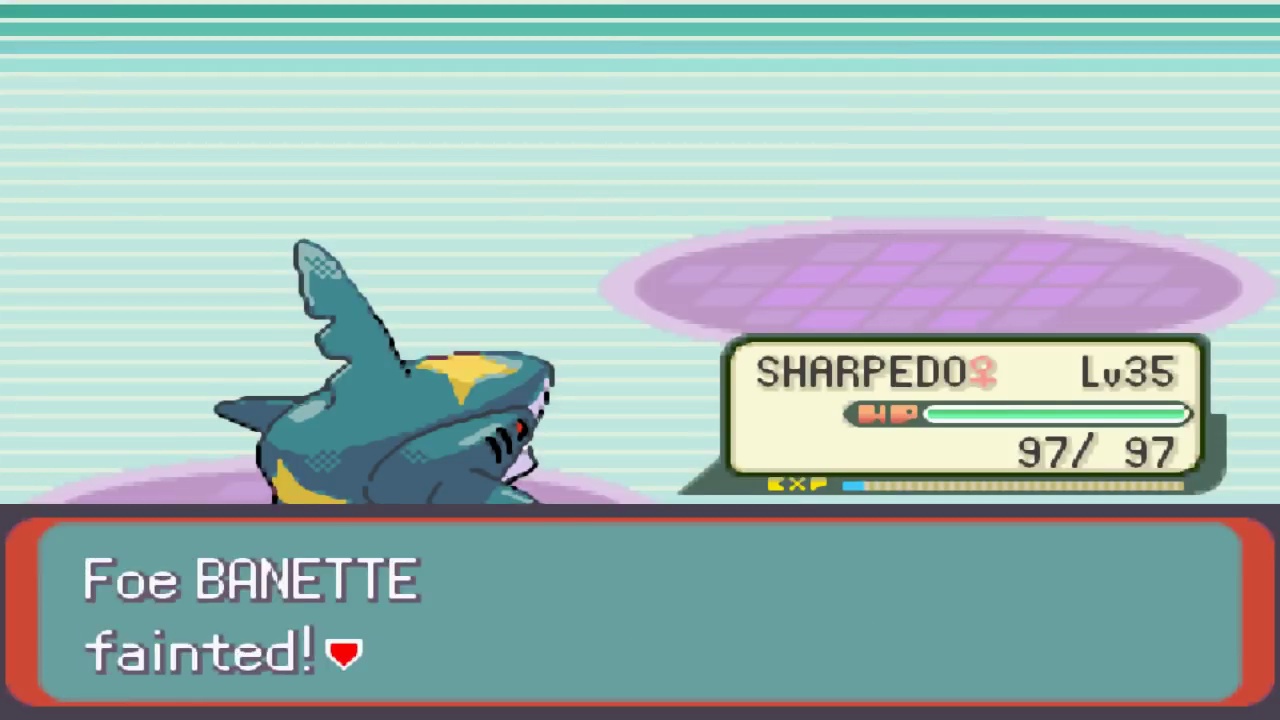 SHARPEDO♀ Lv35
HP
97/ 97
EXP
Foe BANETTE
fainted!